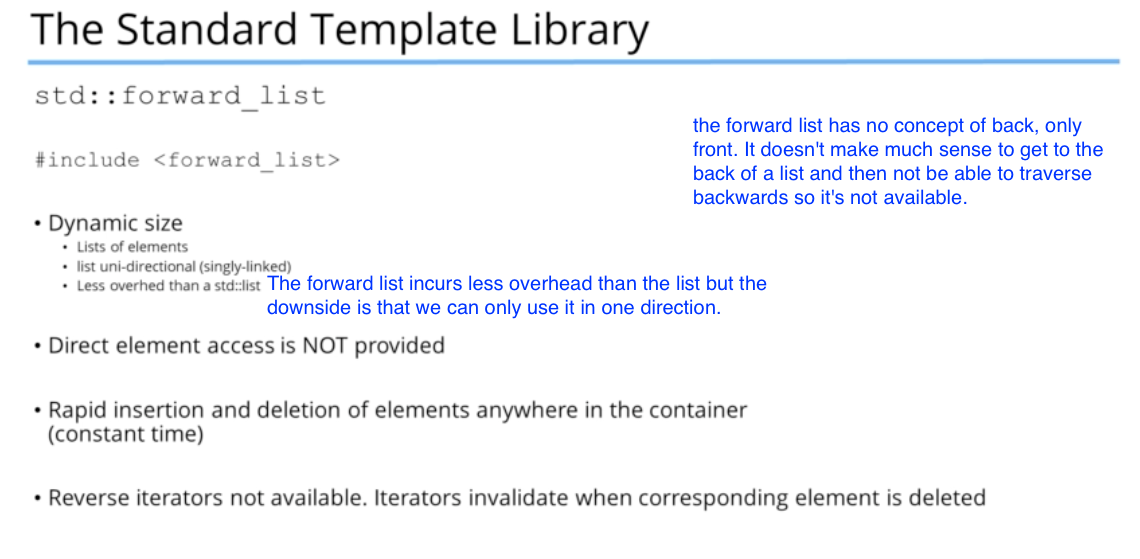 The Standard Template Library
std::forward_list
#include <forward_list>
the forward list has no concept of back, only
front. It doesn't make much sense to get to the
back of a list and then not be able to traverse
backwards so it's not available.
• Dynamic size
• Lists of elements
• list uni-directional (singly-linked)
• Less overhed than a std::list
The forward list incurs less overhead than the list but the
downside is that we can only use it in one direction.
• Direct element access is NOT provided
• Rapid insertion and deletion of elements anywhere in the container
(constant time)
• Reverse iterators not available. Iterators invalidate when corresponding element is deleted